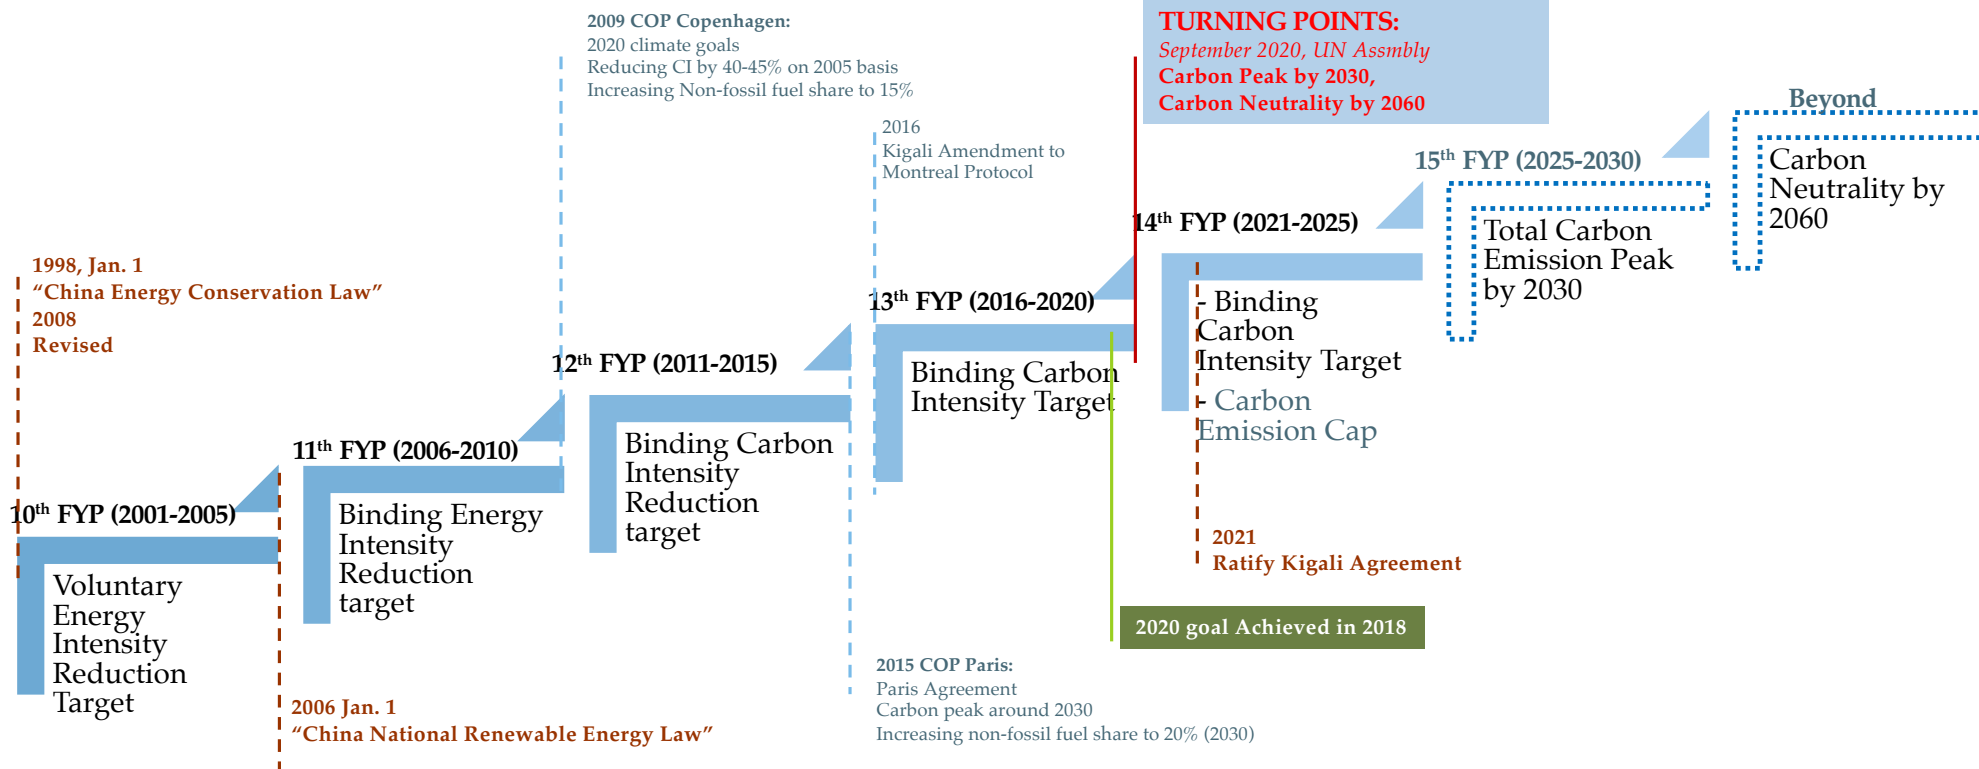 2009 COP Copenhagen:
2020 climate goals
Reducing CI by 40-45% on 2005 basis
Increasing Non-fossil fuel share to 15%
TURNING POINTS:
September 2020, UN Assmbly
Carbon Peak by 2030,
Carbon Neutrality by 2060
2016
Kigali Amendment to
Montreal Protocol
Beyond
Carbon
Neutrality by
2060
15th FYP (2025-2030)
Total Carbon
Emission Peak
by 2030
14th FYP (2021-2025)
- Binding
Carbon
Intensity Target
- Carbon
Emission Cap
13th FYP (2016-2020)
Binding Carbon
Intensity Target
12th FYP (2011-2015)
Binding Carbon
Intensity
Reduction
target
1998, Jan. 1
“China Energy Conservation Law”
2008
Revised
11th FYP (2006-2010)
Binding Energy
Intensity
Reduction
target
10th FYP (2001-2005)
Voluntary
Energy
Intensity
Reduction
Target
2021
Ratify Kigali Agreement
2020 goal Achieved in 2018
2015 COP Paris:
Paris Agreement
Carbon peak around 2030
Increasing non-fossil fuel share to 20% (2030)
2006 Jan. 1
“China National Renewable Energy Law”